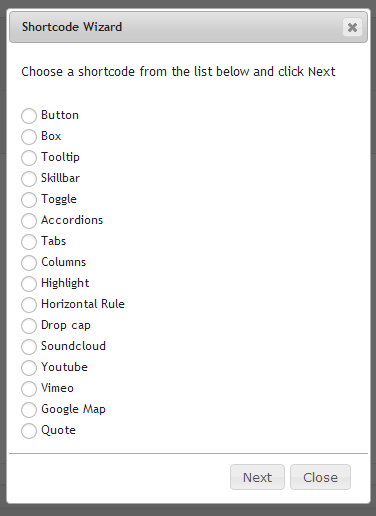 Shortcode Wizard
Choose a shortcode from the list below and click Next
Button
Box
Tooltip
Skillbar
Toggle
Accordions
Tabs
Columns
Highlight
Horizontal Rule
Drop cap
Soundcloud
Youtube
Vimeo
Google Map
Quote
Next Close